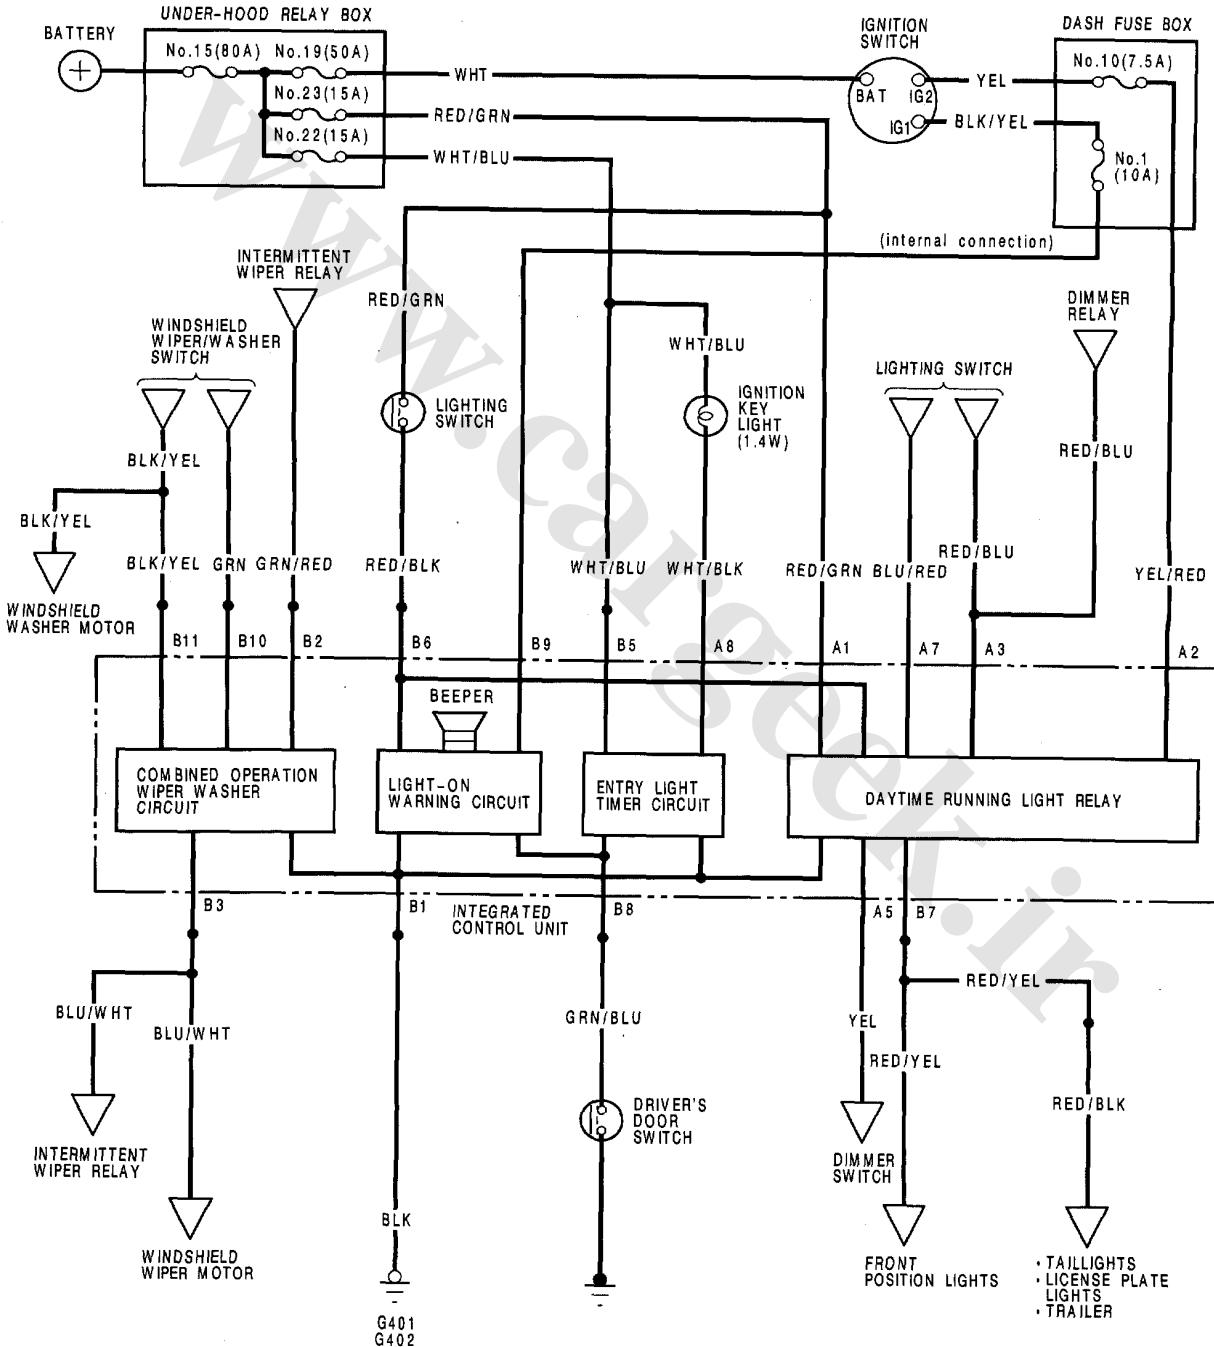 UNDER-HOOD RELAY BOX
BATTERY
No.15(80A)
No.19(50A)
No.23(15A)
No.22(15A)
WHT
RED/GRN
WHT/BLU
IGNITION
SWITCH
BAT
IG2
IG1
YEL
BLK/YEL
DASH FUSE BOX
No.10(7.5A)
No.1
(10A)
(internal connection)
INTERMITTENT
WIPER RELAY
RED/GRN
WINDSHIELD
WIPER/WASHER
SWITCH
WHT/BLU
DIMMER
RELAY
LIGHTING SWITCH
LIGHTING
SWITCH
IGNITION
KEY
LIGHT
(1.4W)
BLK/YEL
RED/BLU
BLK/YEL
WINDSHIELD
WASHER MOTOR
BLK/YEL
GRN
GRN/RED
RED/BLK
WHT/BLU
WHT/BLK
RED/GRN
BLU/RED
RED/BLU
YEL/RED
B11
B10
B2
B6
B9
B5
A8
A1
A7
A3
A2
BEEPER
COMBINED OPERATION
WIPER WASHER
CIRCUIT
LIGHT-ON
WARNING CIRCUIT
ENTRY LIGHT
TIMER CIRCUIT
DAYTIME RUNNING LIGHT RELAY
B3
B1
INTEGRATED
CONTROL UNIT
B8
A5
B7
BLU/WHT
BLU/WHT
GRN/BLU
YEL
RED/YEL
RED/YEL
RED/BLK
INTERMITTENT
WIPER RELAY
DRIVER'S
DOOR
SWITCH
DIMMER
SWITCH
BLK
WINDSHIELD
WIPER MOTOR
FRONT
POSITION LIGHTS
• TAILLIGHTS
• LICENSE PLATE
LIGHTS
• TRAILER
G401
G402
www.cargeek.ir